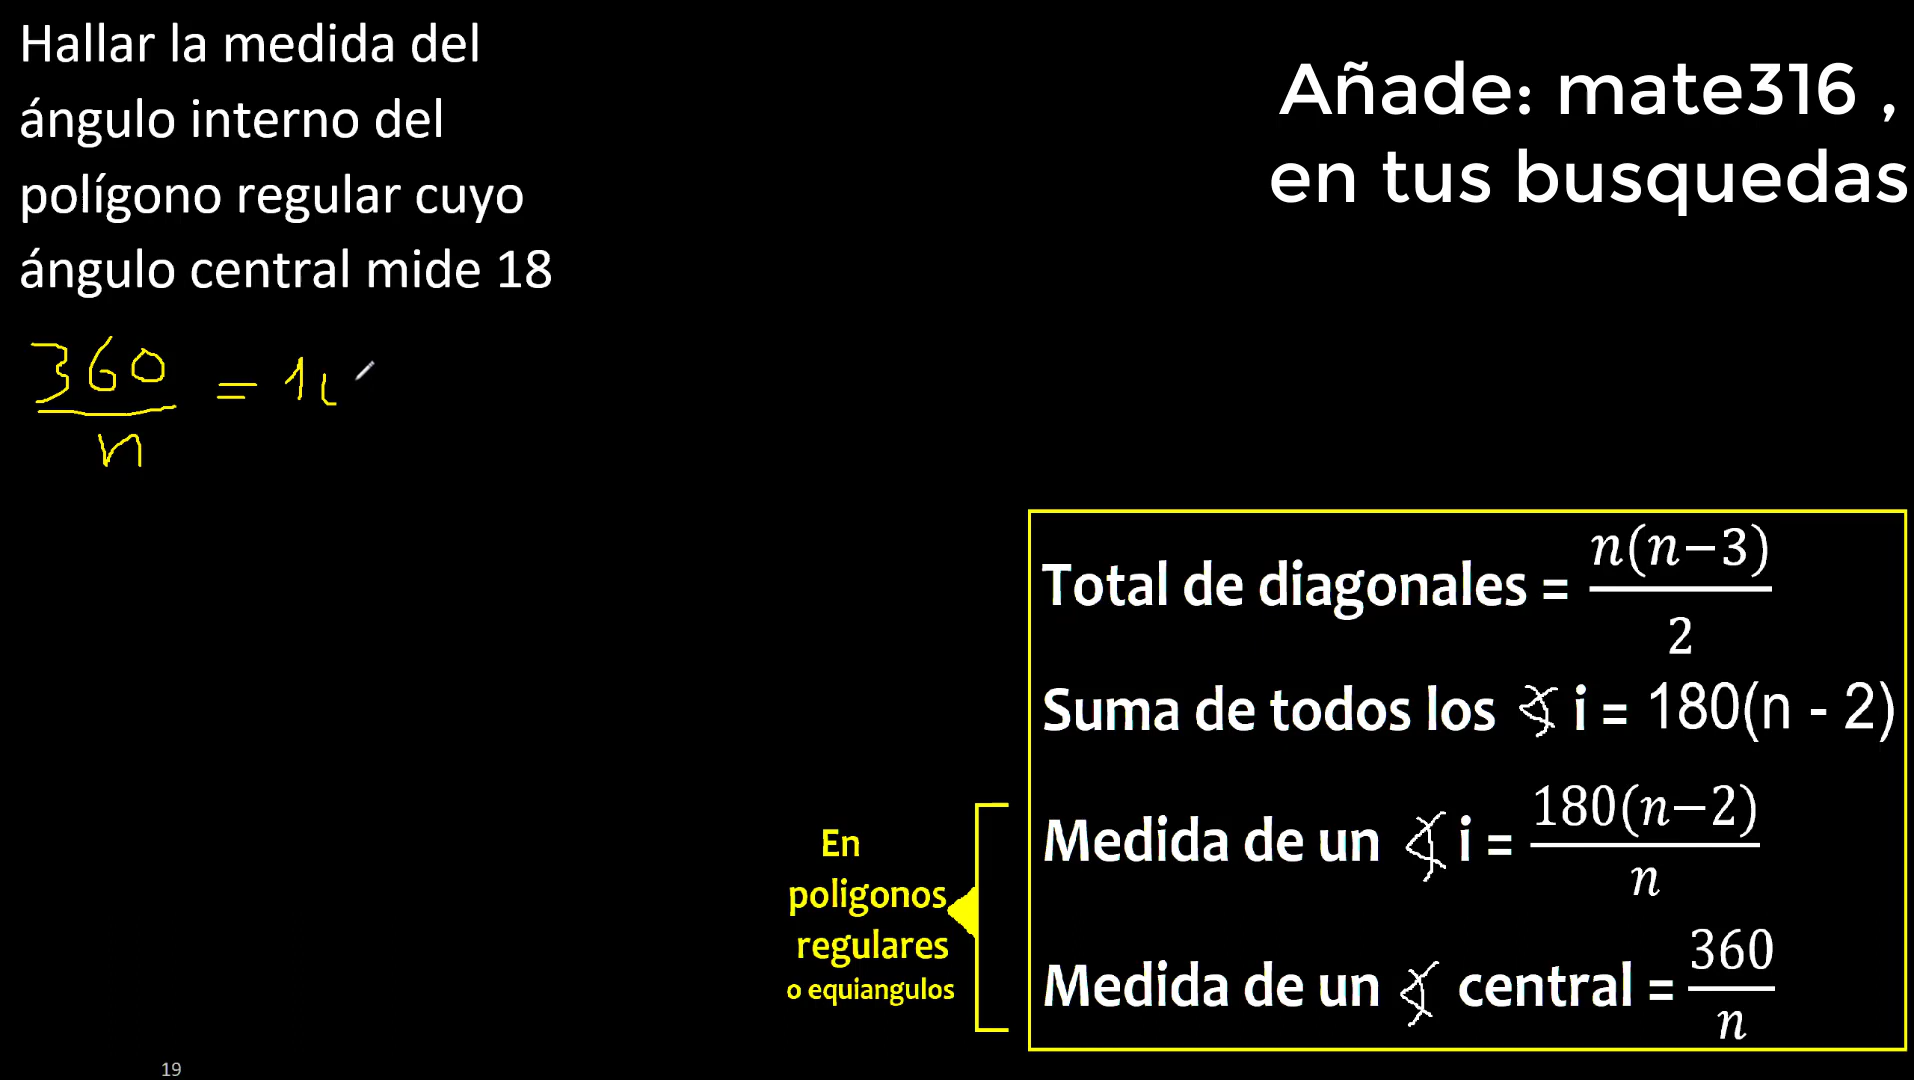 Hallar la medida del
ángulo interno del
polígono regular cuyo
ángulo central mide 18
Añade: mate316 ,
en tus busquedas
360
n
= 1
Total de diagonales = n(n−3)
2
Suma de todos los ∡ i = 180(n - 2)
Medida de un ∡ i = 180(n−2)
n
Medida de un ∡ central = 360
n
En
poligonos
regulares
o equiangulos
19